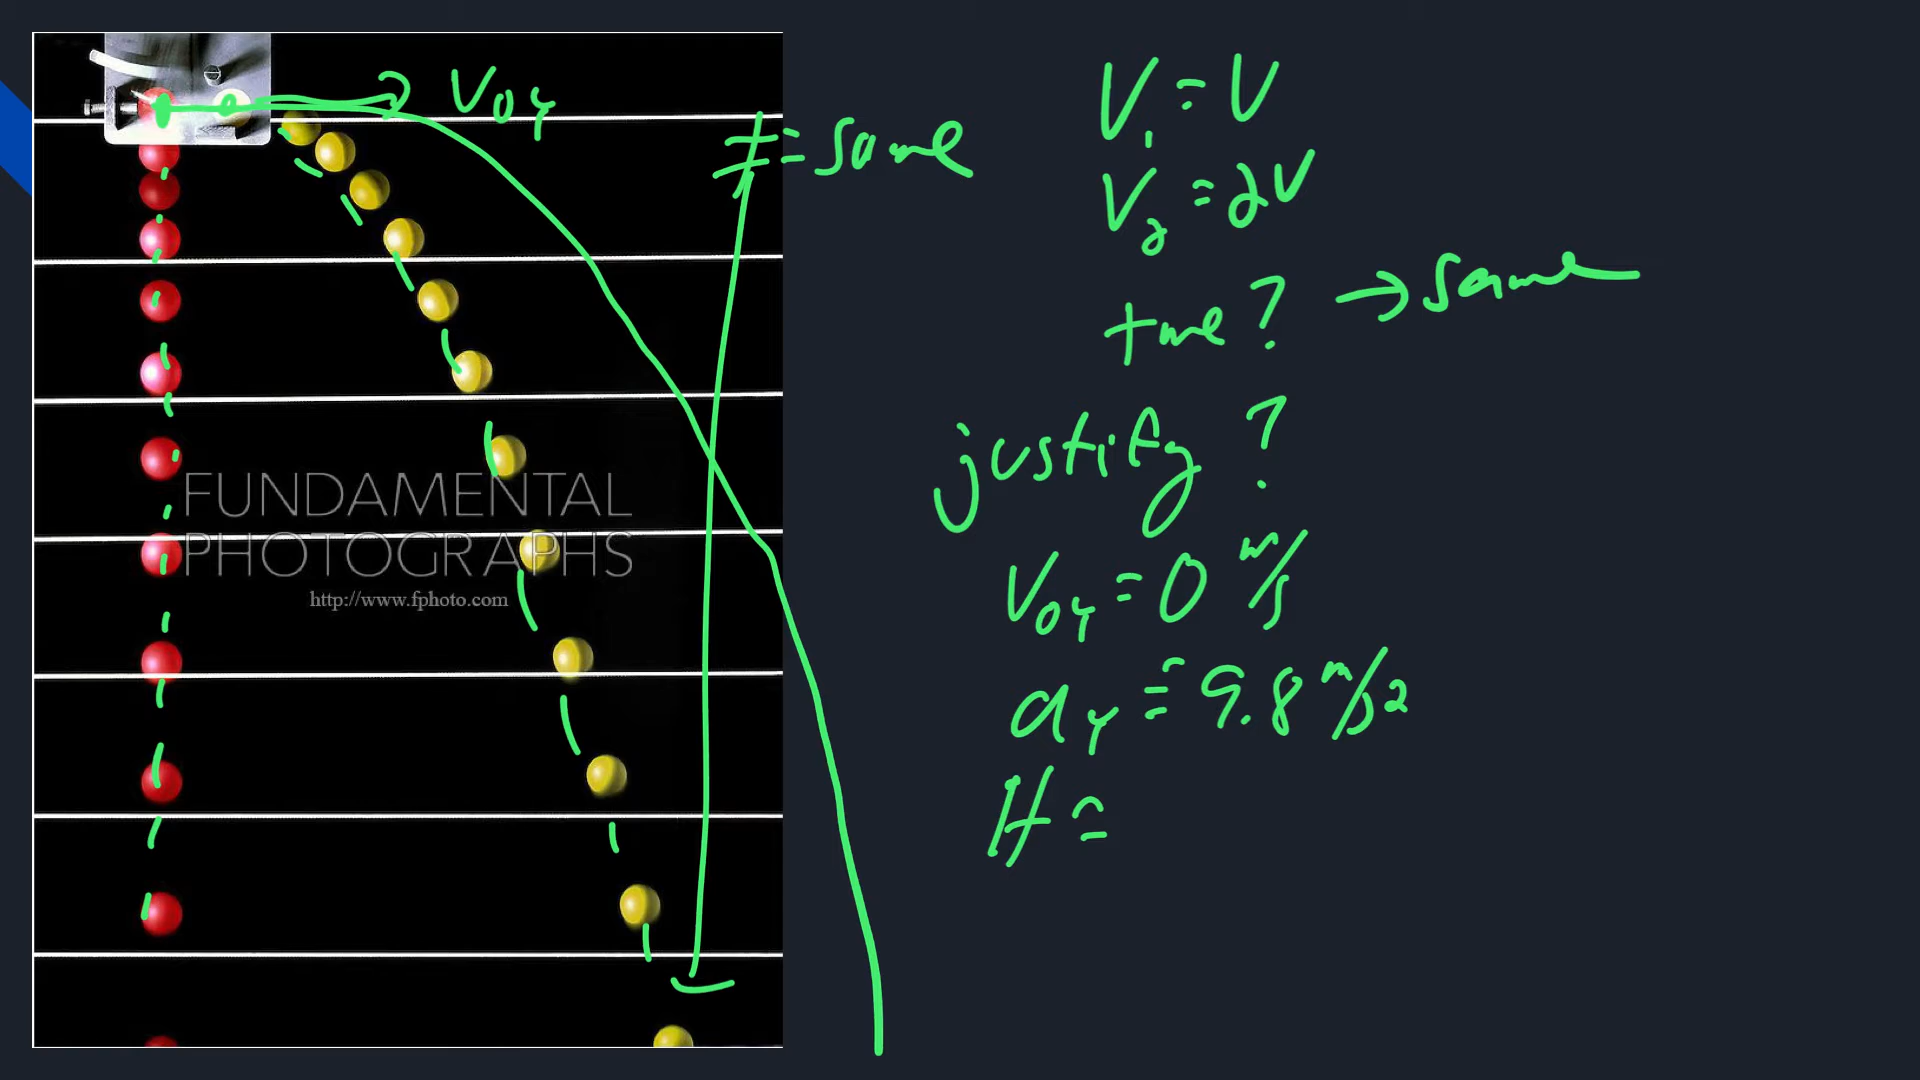 V₀Y
= same
V₁ = V
V₂ = 2V
time? → same
justify?
V₀Y = 0 m/s
aY = 9.8 m/s2
H =
FUNDAMENTAL
PHOTOGRAPHS
http://www.fphoto.com